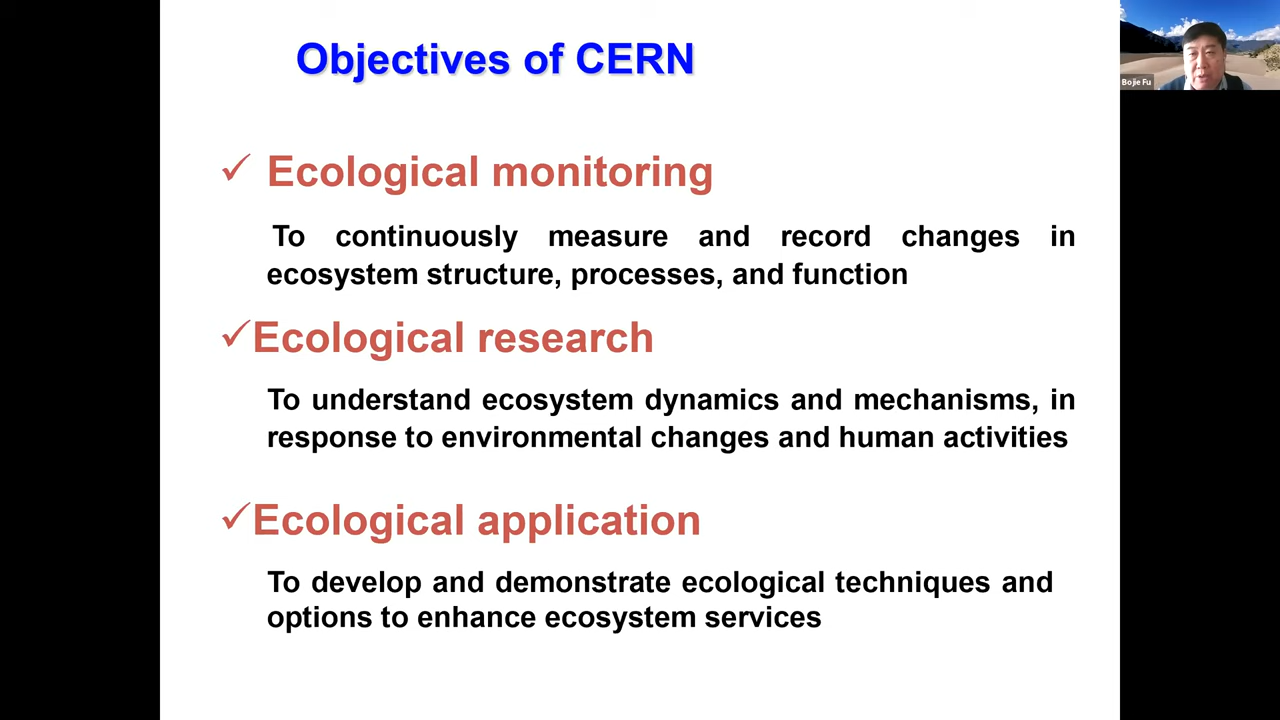 Objectives of CERN
Bojie Fu
✓ Ecological monitoring
To continuously measure and record changes in
ecosystem structure, processes, and function
✓Ecological research
To understand ecosystem dynamics and mechanisms, in
response to environmental changes and human activities
✓Ecological application
To develop and demonstrate ecological techniques and
options to enhance ecosystem services